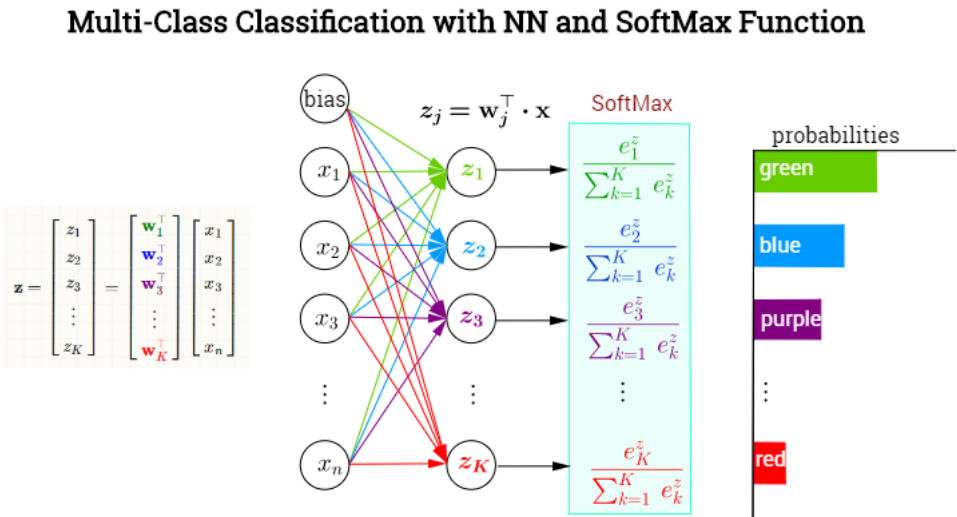 Multi-Class Classification with NN and SoftMax Function
bias
z_j = w_j^⊤ · x
SoftMax
probabilities
x_1
z_1
e_1^z / ∑_{k=1}^K e_k^z
green
x_2
z_2
e_2^z / ∑_{k=1}^K e_k^z
blue
x_3
z_3
e_3^z / ∑_{k=1}^K e_k^z
purple
⋮ ⋮ ⋮ ⋮
x_n
z_K
e_K^z / ∑_{k=1}^K e_k^z
red
z = [z_1 z_2 z_3 ⋮ z_K] = [w_1^⊤ w_2^⊤ w_3^⊤ ⋮ w_K^⊤] [x_1 x_2 x_3 ⋮ x_n]